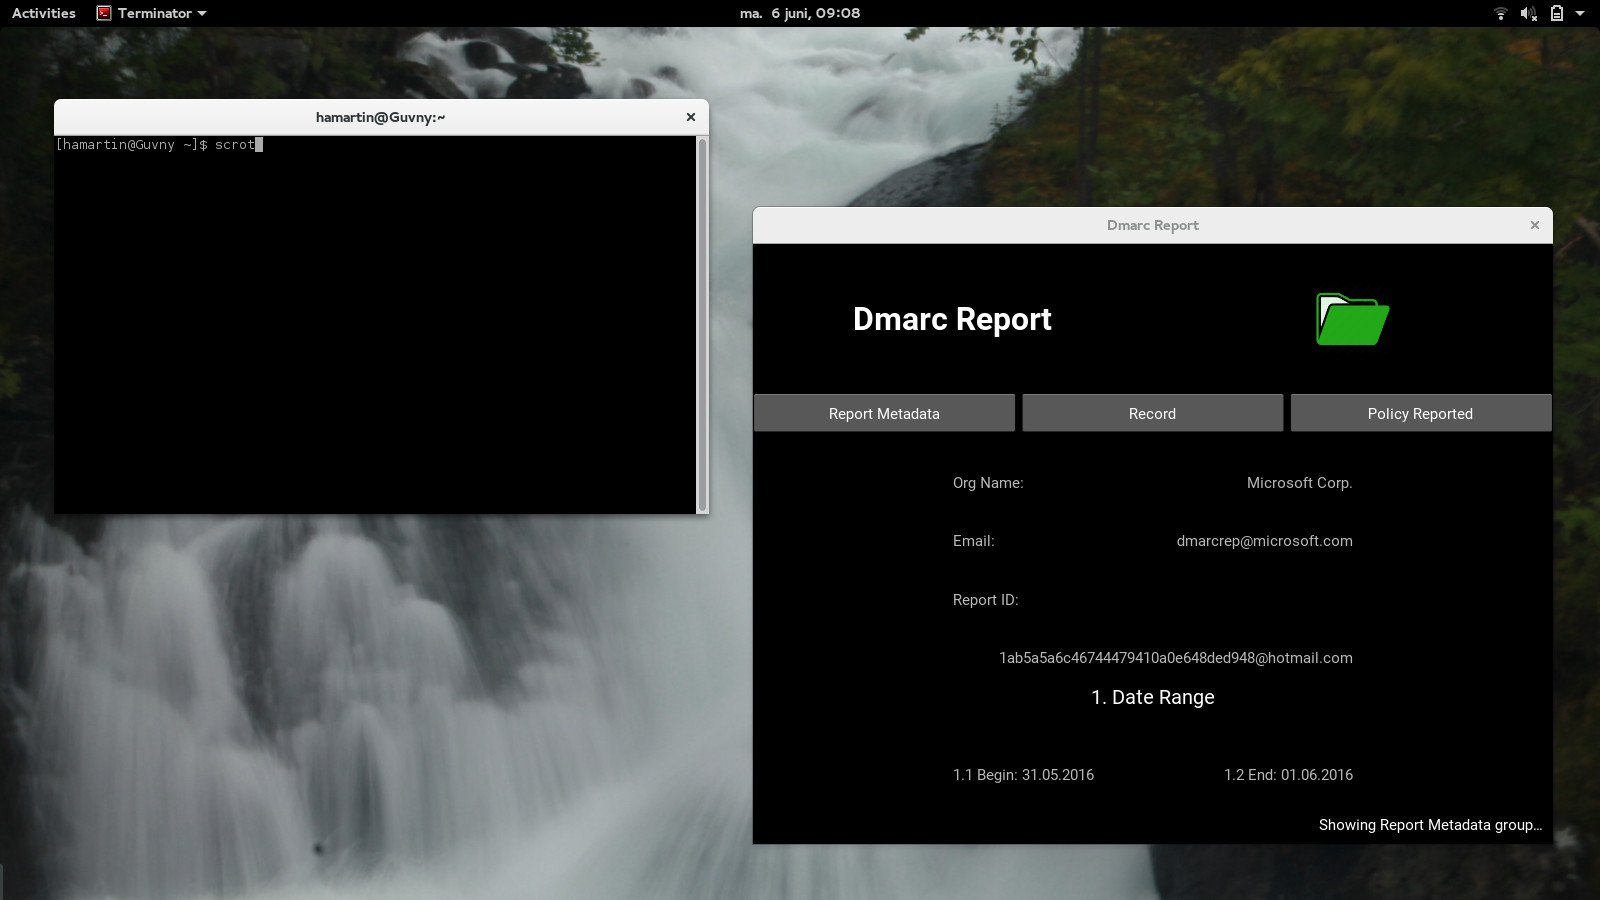 Activities Terminator ma. 6 juni, 09:08
hamartin@Guvny:~
[hamartin@Guvny ~]$ scrot
Dmarc Report
Dmarc Report
Report Metadata Record Policy Reported
Org Name: Microsoft Corp.
Email: dmarcrep@microsoft.com
Report ID:
1ab5a5a6c46744479410a0e648ded948@hotmail.com
1. Date Range
1.1 Begin: 31.05.2016 1.2 End: 01.06.2016
Showing Report Metadata group...